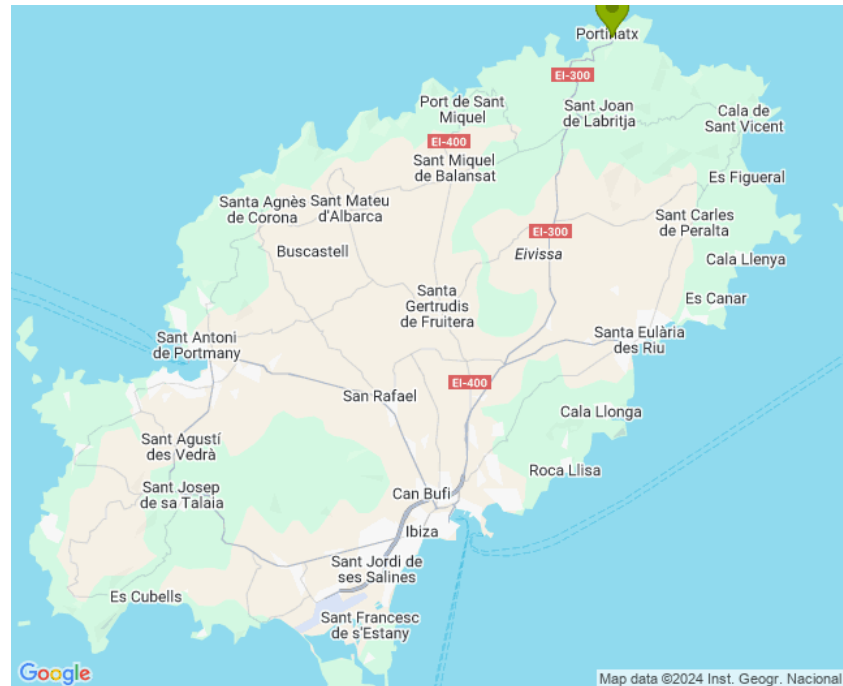 Portinatx
EI-300
Port de Sant
Miquel
Sant Joan
de Labritja
Cala de
Sant Vicent
EI-400
Sant Miquel
de Balansat
Es Figueral
Santa Agnès
de Corona
Sant Mateu
d'Albarca
Sant Carles
de Peralta
EI-300
Buscastell
Eivissa
Cala Llenya
Santa
Gertrudis
de Fruitera
Es Canar
Sant Antoni
de Portmany
Santa Eulària
des Riu
EI-400
San Rafael
Cala Llonga
Sant Agustí
des Vedrà
Roca Llisa
Sant Josep
de sa Talaia
Can Bufi
Ibiza
Sant Jordi de
ses Salines
Es Cubells
Sant Francesc
de s'Estany
Google
Map data ©2024 Inst. Geogr. Nacional